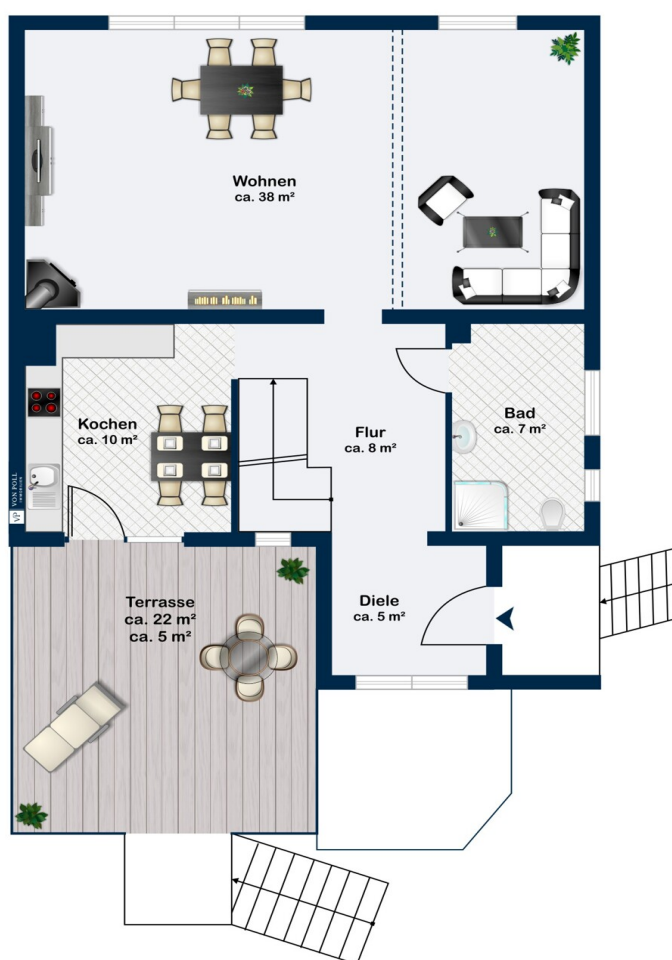 Wohnen
ca. 38 m²
Kochen
ca. 10 m²
Flur
ca. 8 m²
Bad
ca. 7 m²
VP VON POLL
IMMOBILIEN
Terrasse
ca. 22 m²
ca. 5 m²
Diele
ca. 5 m²